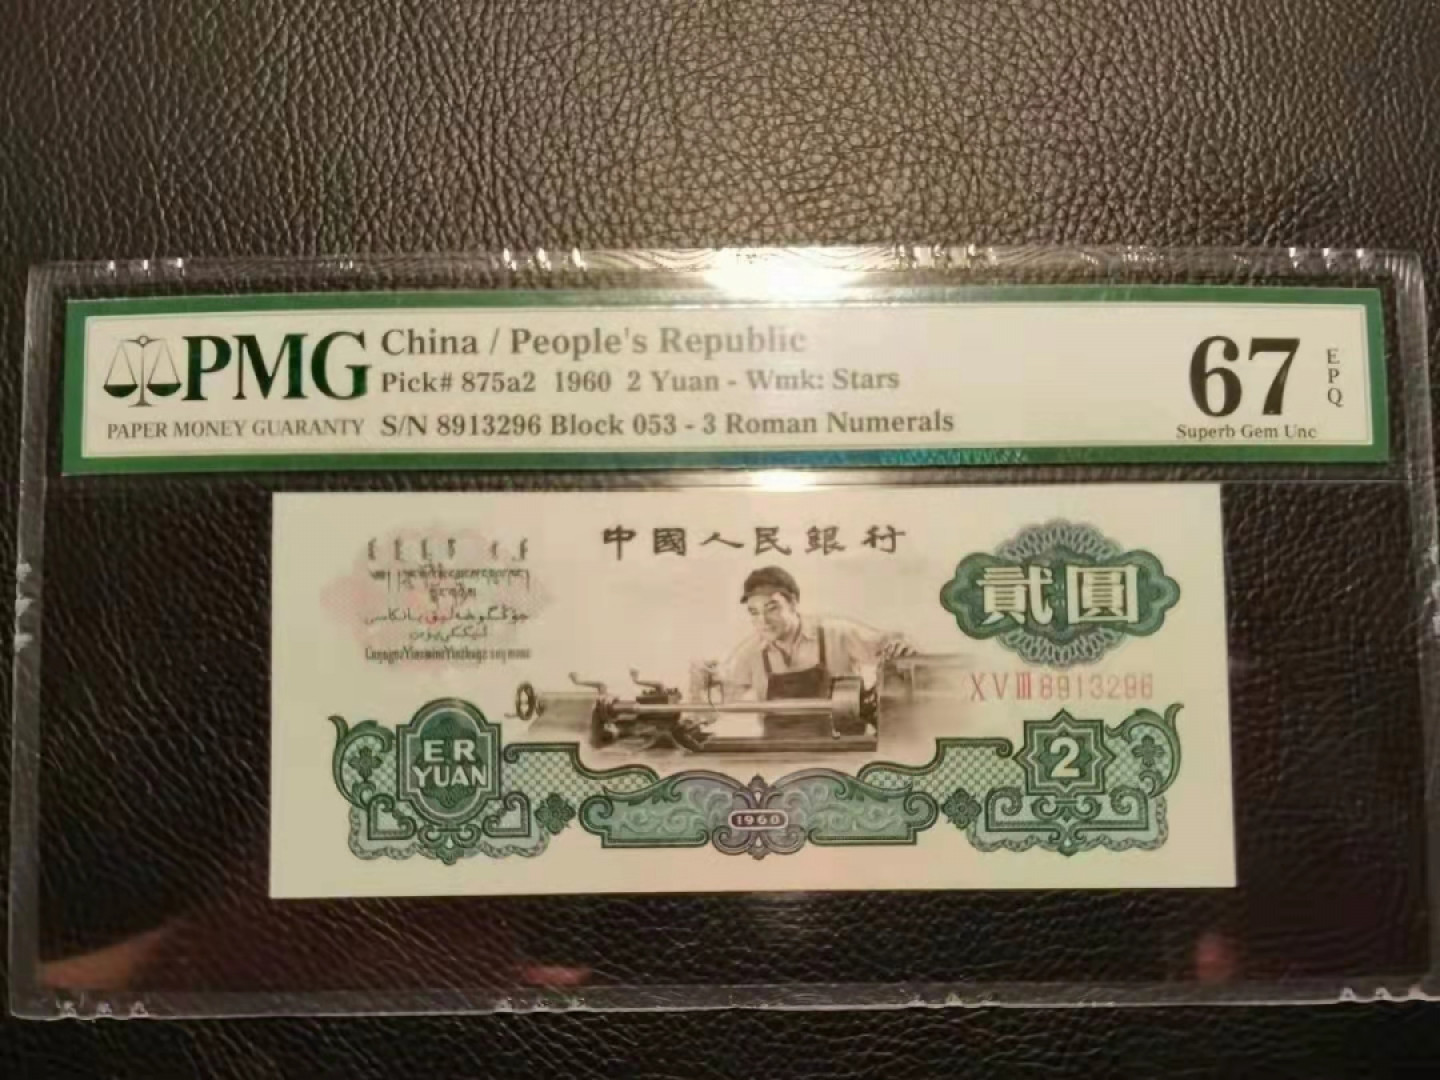 PMG
PAPER MONEY GUARANTY
China / People's Republic
Pick# 875a2 1960 2 Yuan - Wmk: Stars
S/N 8913296 Block 053 - 3 Roman Numerals
67
EPQ
Superb Gem Unc
中國人民銀行
貳圓
XVIII 8913296
ER
YUAN
1960
2